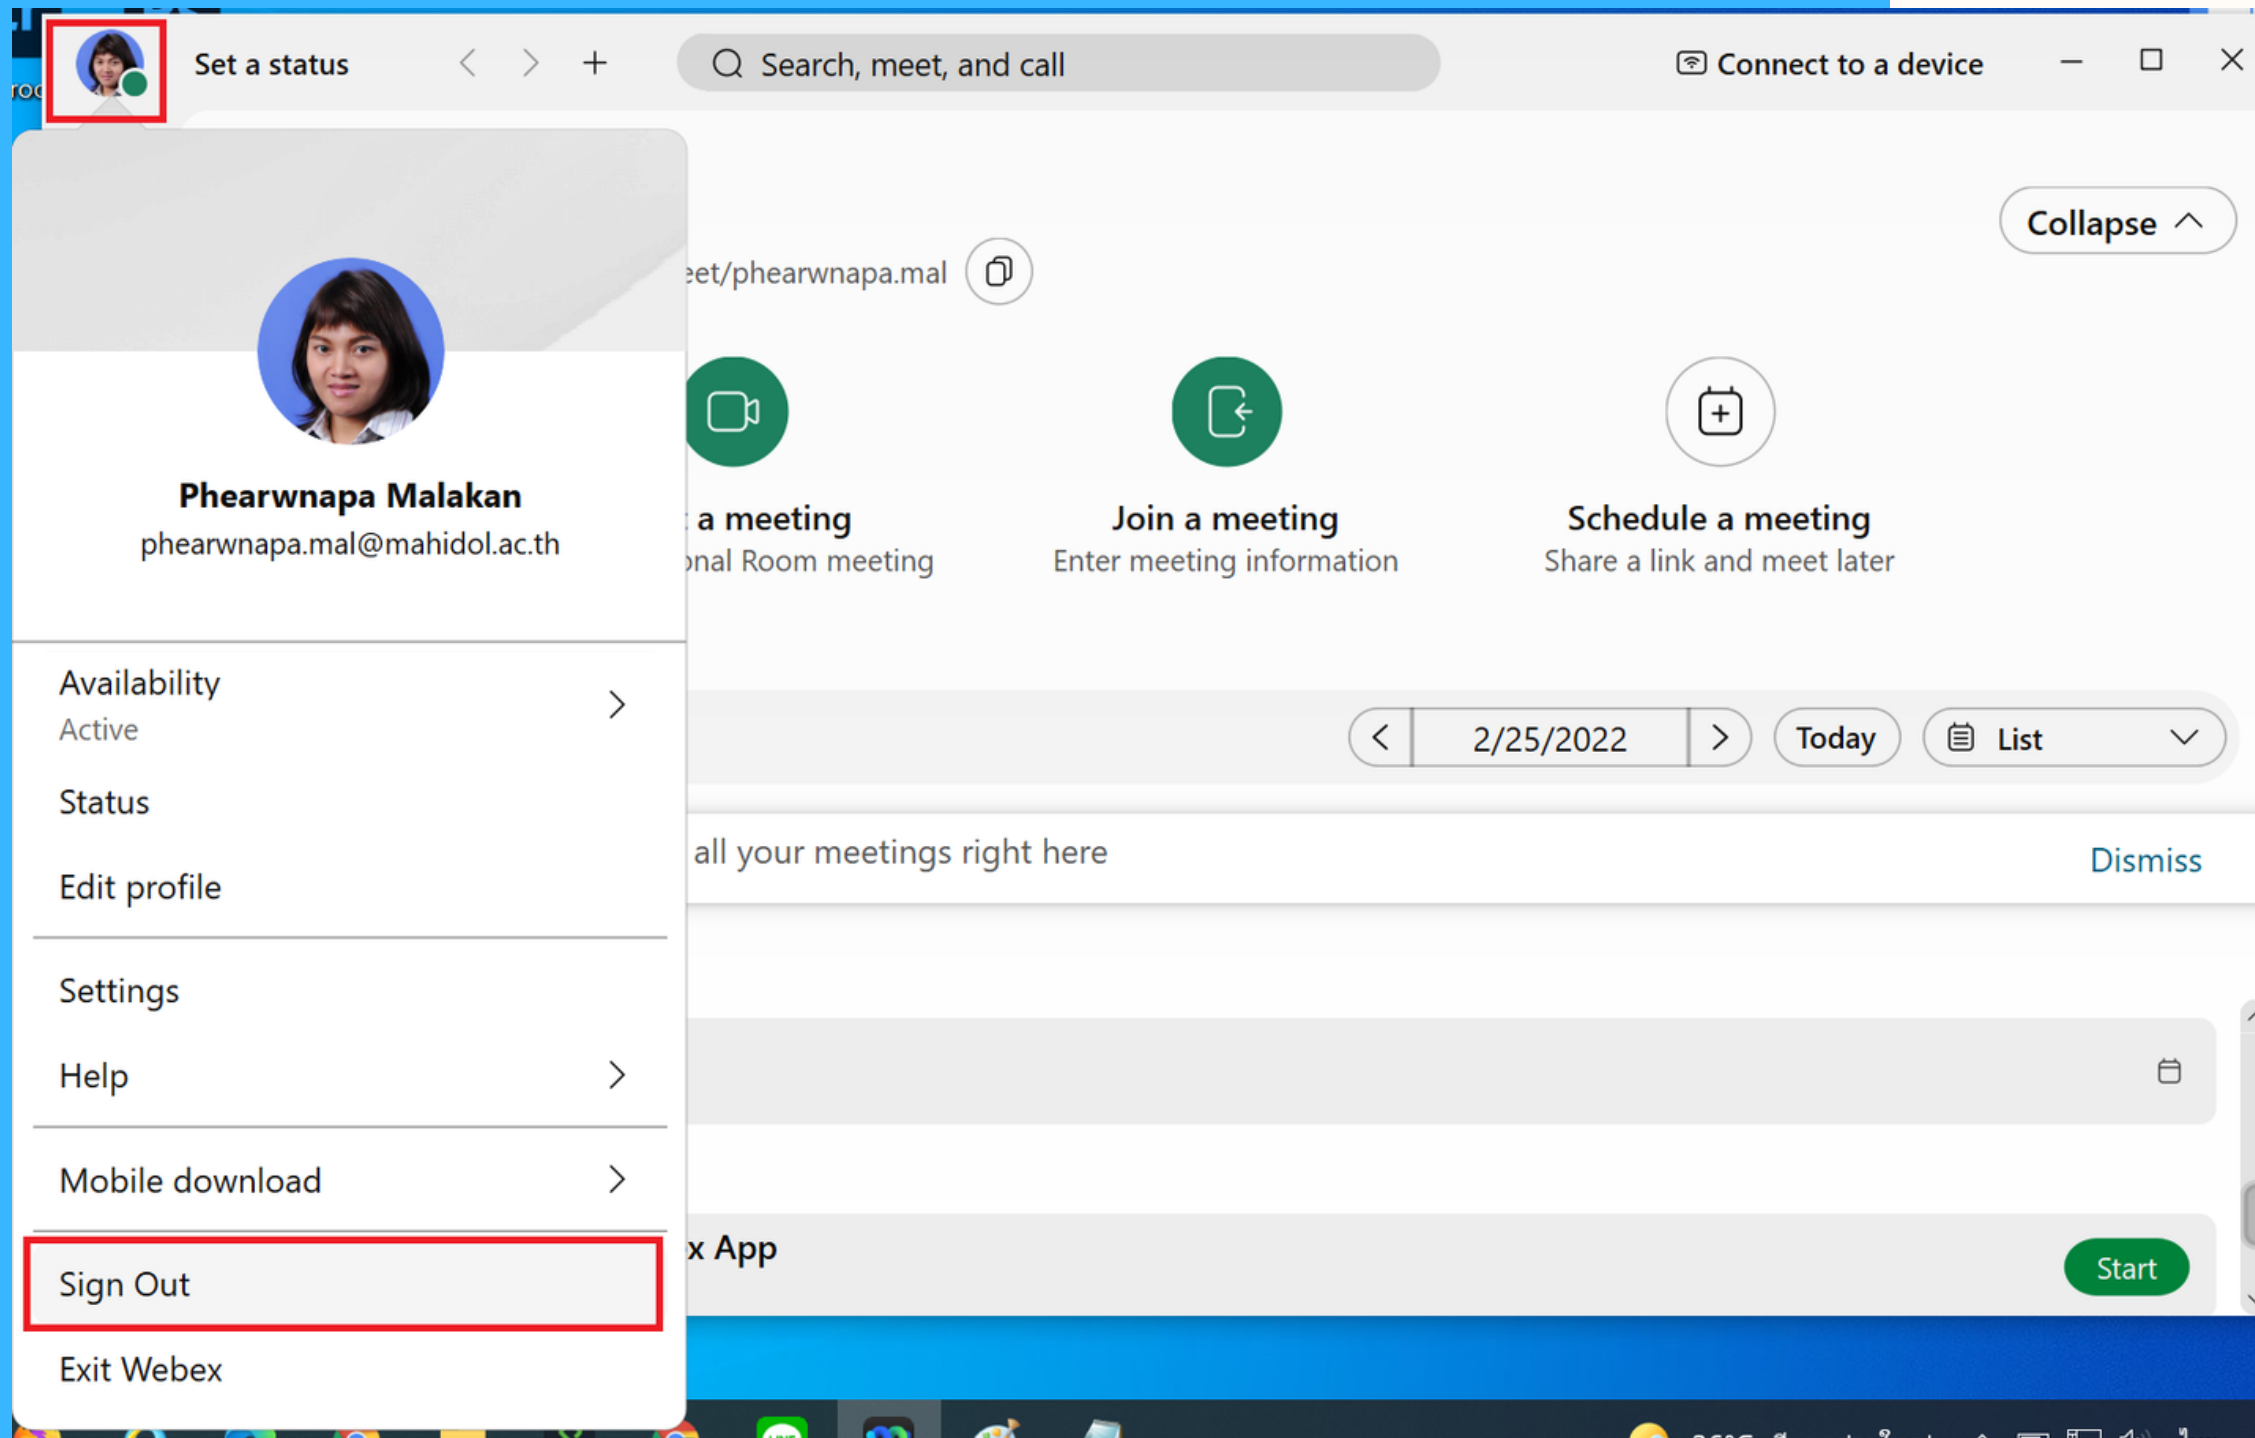 Set a status
Search, meet, and call
Connect to a device
Collapse
eet/phearwnapa.mal
Phearwnapa Malakan
phearwnapa.mal@mahidol.ac.th
a meeting
onal Room meeting
Join a meeting
Enter meeting information
Schedule a meeting
Share a link and meet later
Availability
Active
Status
Edit profile
2/25/2022
Today
List
all your meetings right here
Dismiss
Settings
Help
Mobile download
Sign Out
Exit Webex
x App
Start